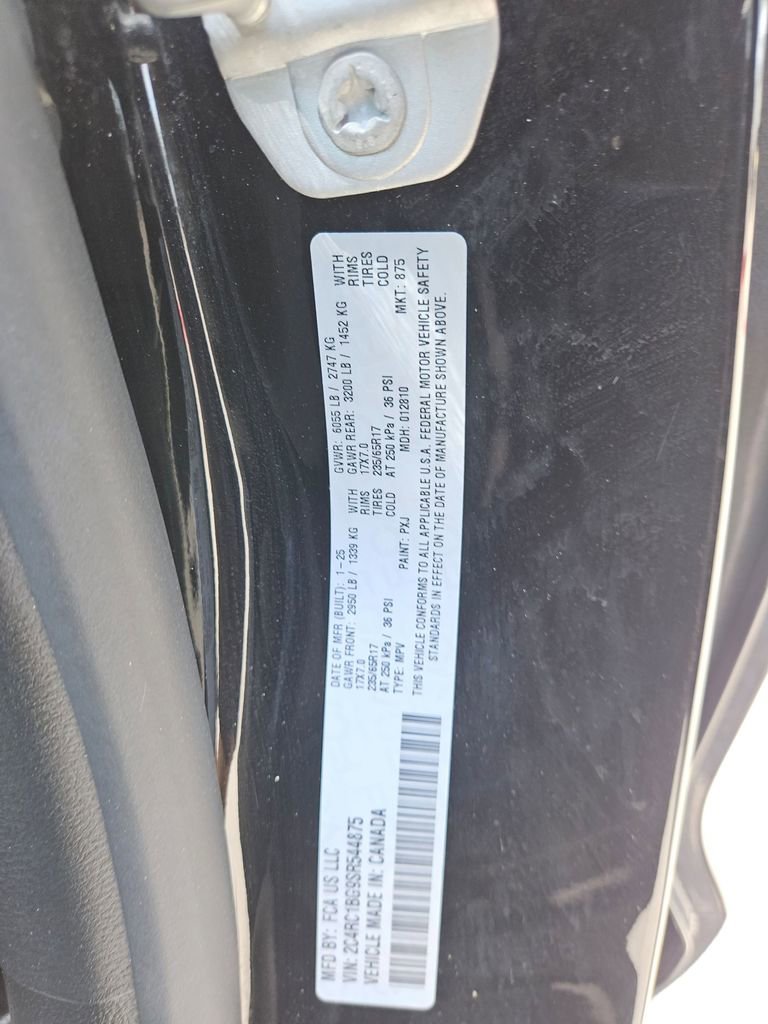 MFD BY: FCA US LLC
VIN: 2C4RC1BG9SR544875
VEHICLE MADE IN: CANADA
DATE OF MFR (BUILT): 1-25
GAWR FRONT: 2950 LB / 1339 KG WITH
17X7.0 RIMS
235/65R17 TIRES
AT 250 kPa / 36 PSI COLD
TYPE: MPV
GVWR: 6055 LB / 2747 KG
GAWR REAR: 3200 LB / 1452 KG WITH
17X7.0 RIMS
235/65R17 TIRES
AT 250 kPa / 36 PSI COLD
PAINT: PXJ MDH: 012810 MKT: 875
THIS VEHICLE CONFORMS TO ALL APPLICABLE U.S.A. FEDERAL MOTOR VEHICLE SAFETY
STANDARDS IN EFFECT ON THE DATE OF MANUFACTURE SHOWN ABOVE.